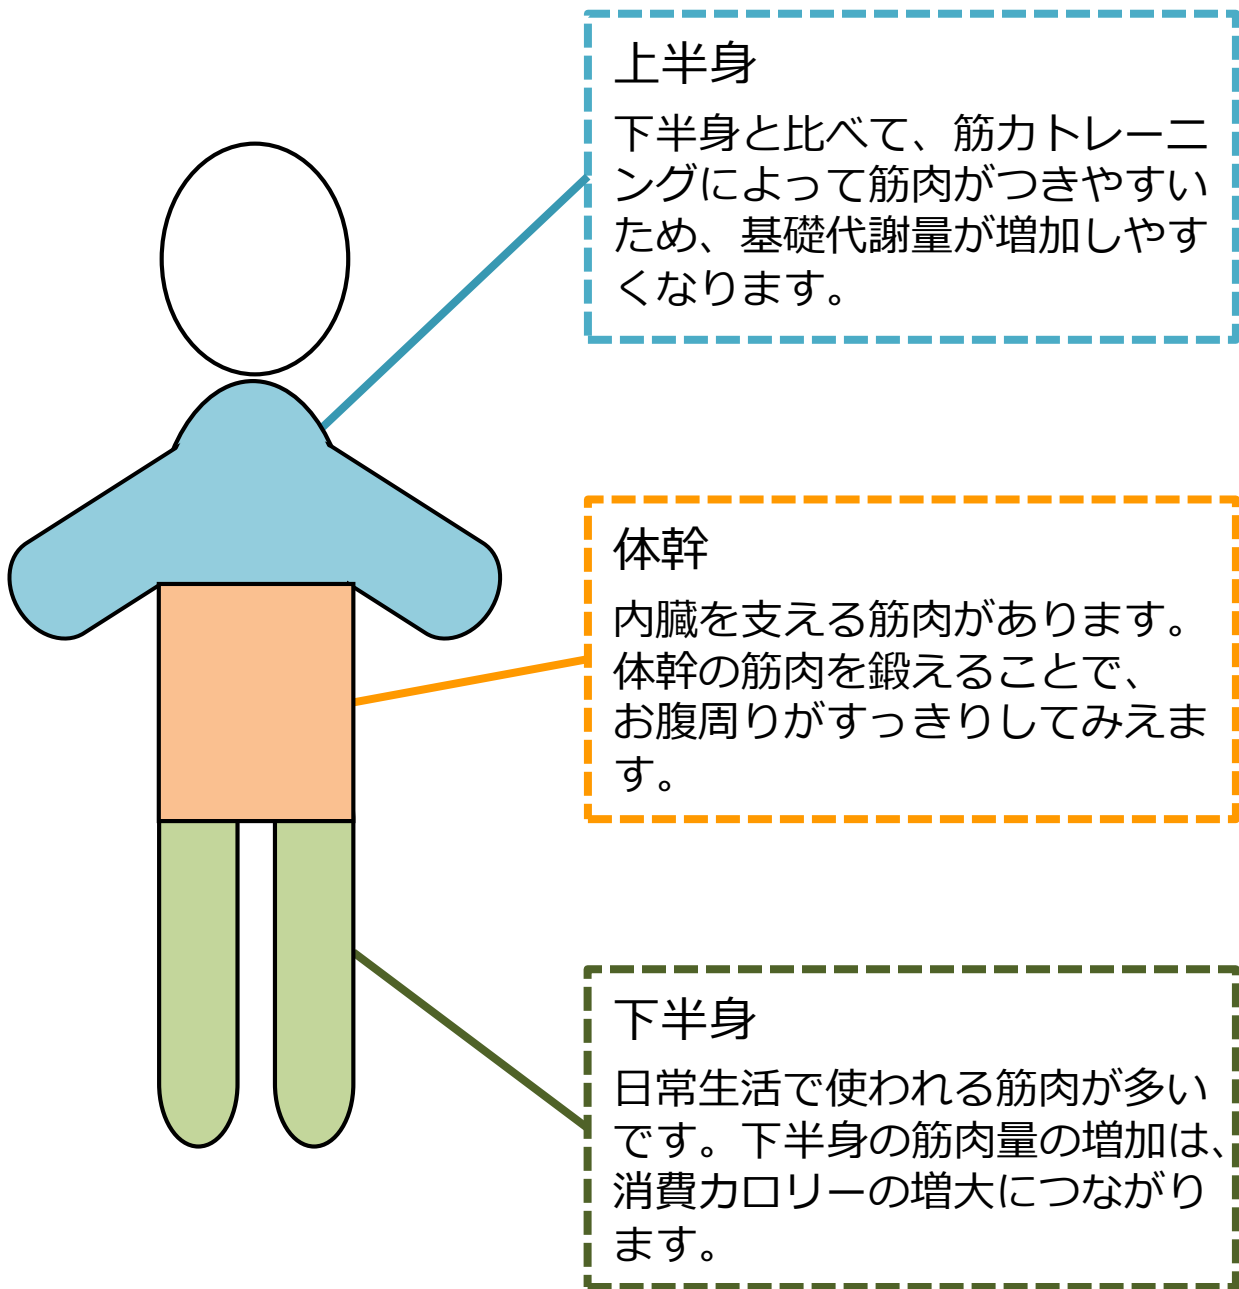 上半身
下半身と比べて、筋力トレーニ
ングによって筋肉がつきやすい
ため、基礎代謝量が増加しやす
くなります。
体幹
内臓を支える筋肉があります。
体幹の筋肉を鍛えることで、
お腹周りがすっきりしてみえま
す。
下半身
日常生活で使われる筋肉が多い
です。下半身の筋肉量の増加は、
消費カロリーの増大につながり
ます。